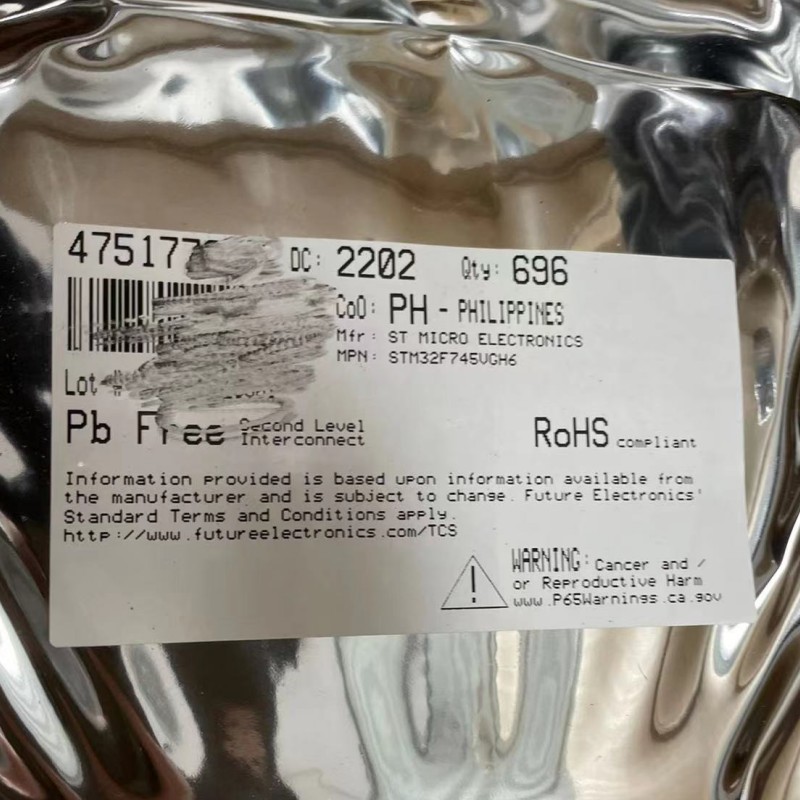 DC: 2202 Qty: 696
CoO: PH - PHILIPPINES
Mfr: ST MICRO ELECTRONICS
MPN: STM32F745VGH6
Lot
Pb Free Second Level Interconnect RoHS compliant
Information provided is based upon information available from
the manufacturer and is subject to change. Future Electronics'
Standard Terms and Conditions apply.
http://www.futureelectronics.com/TCS
WARNING: Cancer and /
or Reproductive Harm
www.P65Warnings.ca.gov